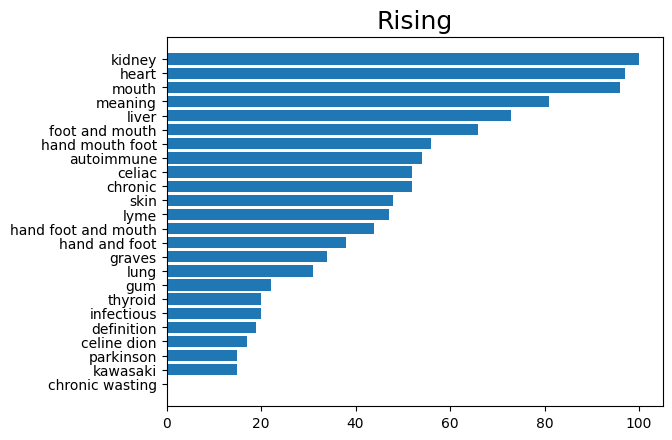 Rising
kidney
heart
mouth
meaning
liver
foot and mouth
hand mouth foot
autoimmune
celiac
chronic
skin
lyme
hand foot and mouth
hand and foot
graves
lung
gum
thyroid
infectious
definition
celine dion
parkinson
kawasaki
chronic wasting
0 20 40 60 80 100